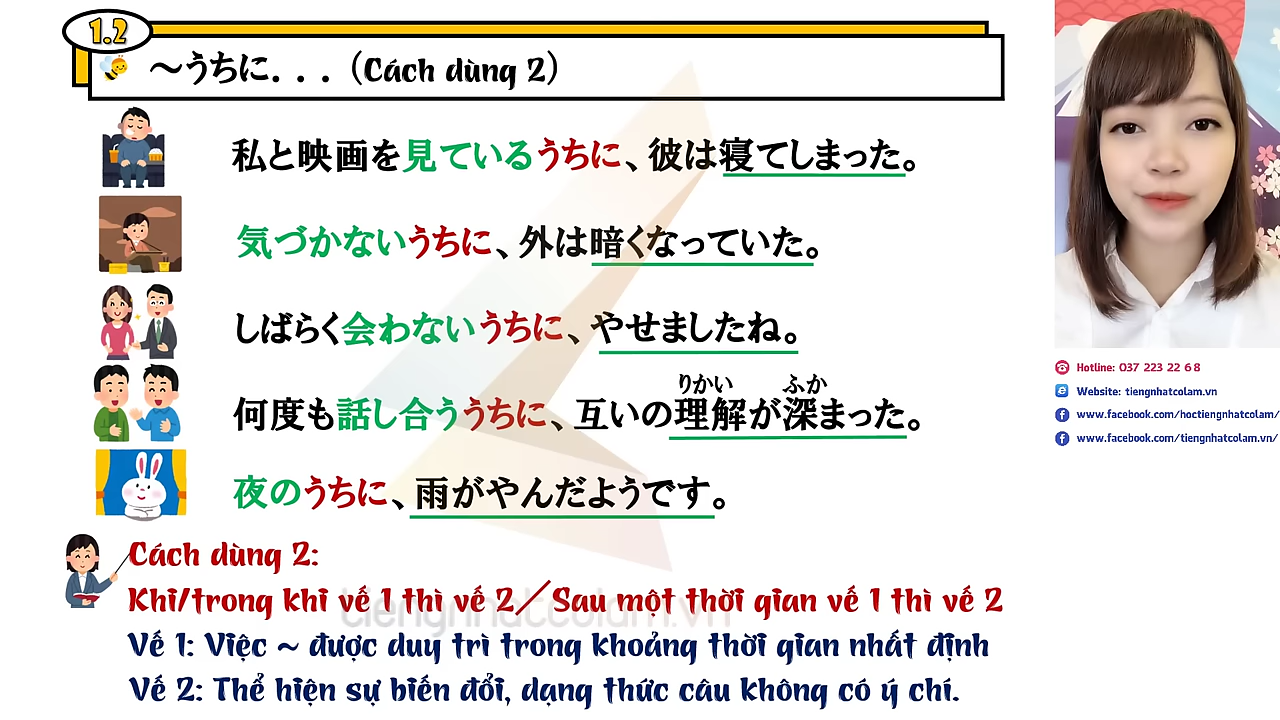 1.2
～うちに．．．（Cách dùng 2）
私と映画を見ているうちに、彼は寝てしまった。
気づかないうちに、外は暗くなっていた。
しばらく会わないうちに、やせましたね。
りかい ふか
何度も話し合ううちに、互いの理解が深まった。
夜のうちに、雨がやんだようです。
Cách dùng 2:
Khi/trong khi vế 1 thì vế 2／Sau một thời gian vế 1 thì vế 2
Vế 1: Việc ~ được duy trì trong khoảng thời gian nhất định
Vế 2: Thể hiện sự biến đổi, dạng thức câu không có ý chí.
tiengnhatcolam.vn
Hotline: 037 223 22 68
Website: tiengnhatcolam.vn
www.facebook.com/hoctiengnhatcolam/
www.facebook.com/tiengnhatcolam.vn/